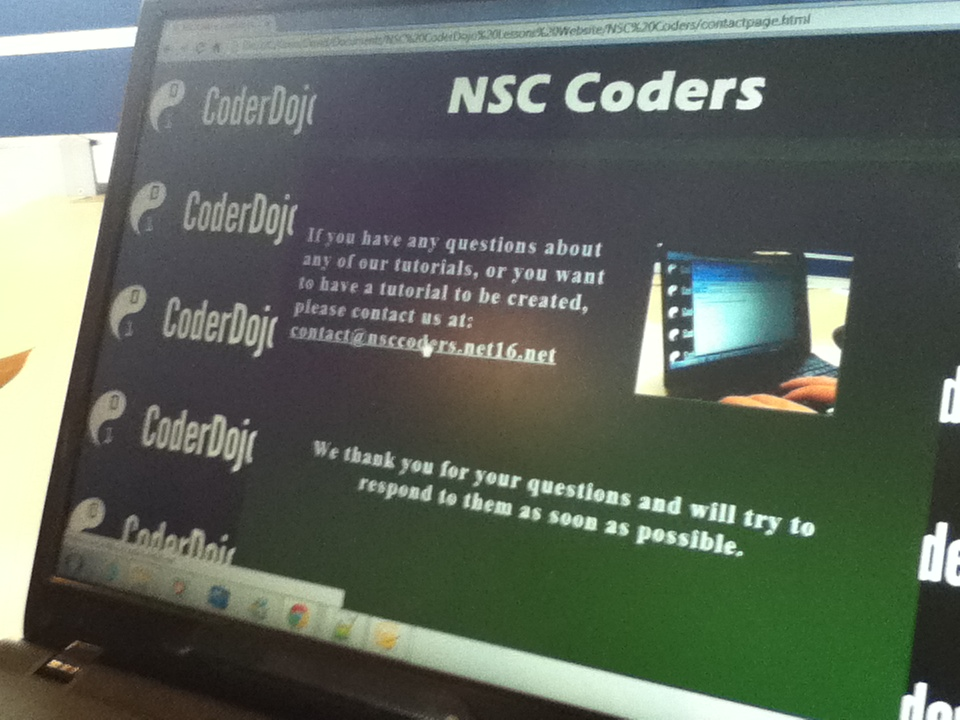 Documents/NSC%20CoderDojo%20Lessons%20Website/NSC%20Coders/contactpage.html
NSC Coders
CoderDojo
CoderDojo
CoderDojo
CoderDojo
CoderDojo
If you have any questions about
any of our tutorials, or you want
to have a tutorial to be created,
please contact us at:
contact@nsccoders.net16.net
We thank you for your questions and will try to
respond to them as soon as possible.
de